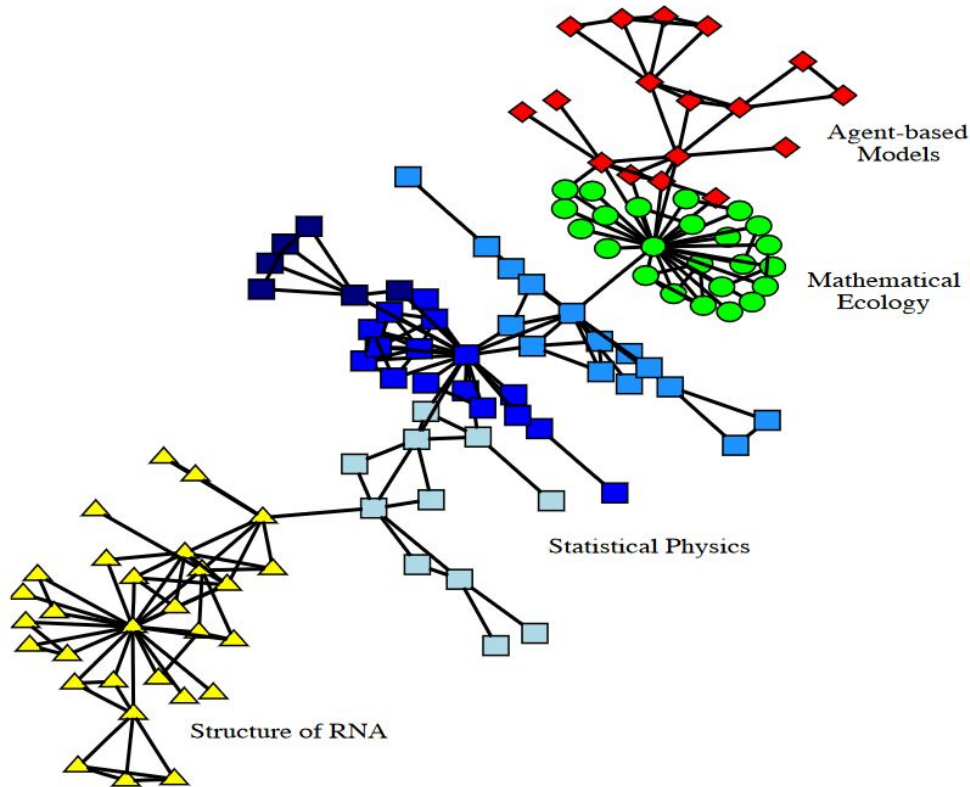 Agent-based
Models
Mathematical
Ecology
Statistical Physics
Structure of RNA